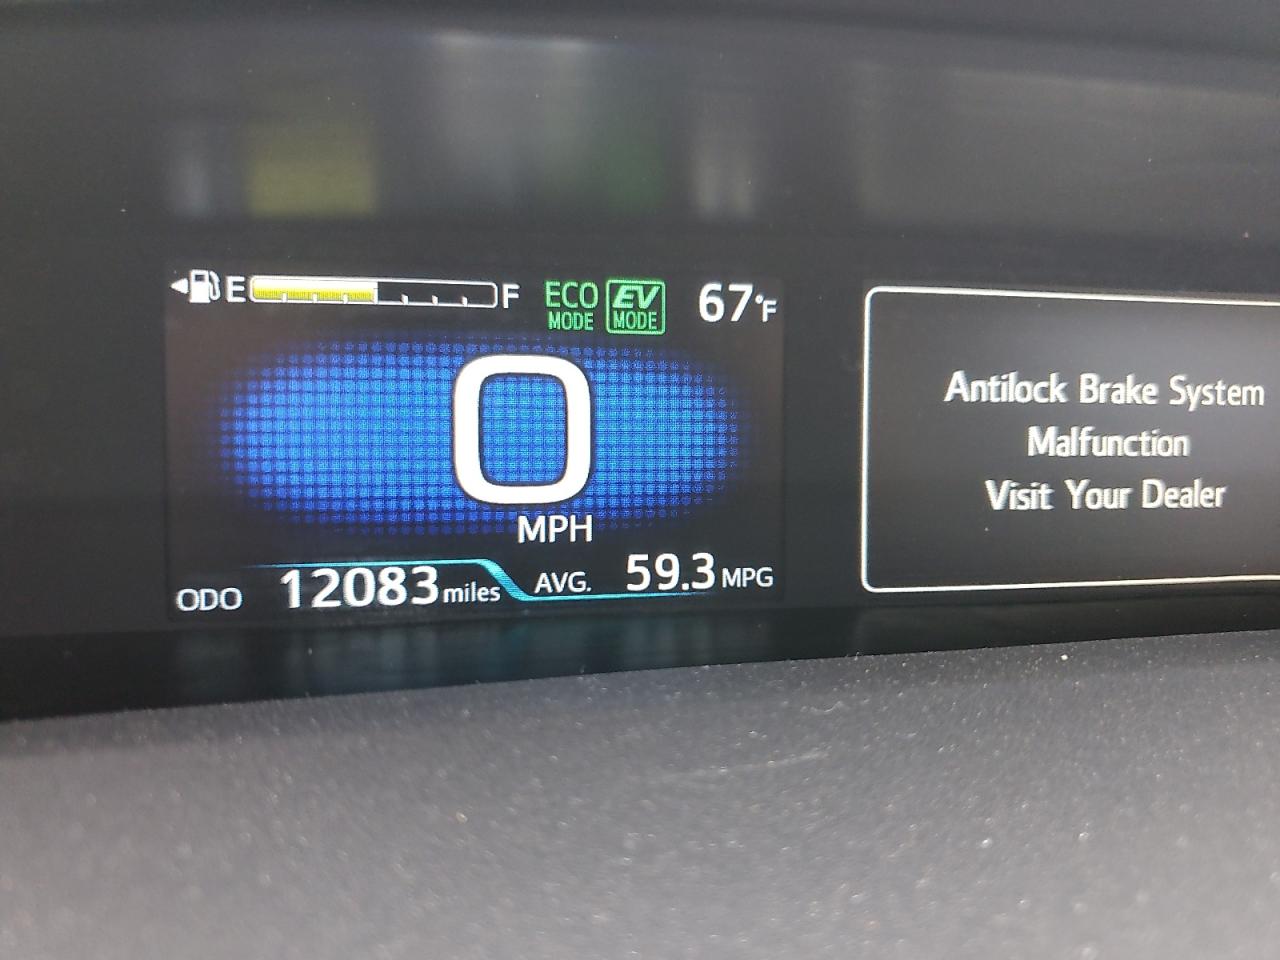 E F ECO MODE EV MODE 67°F
0
MPH
ODO 12083 miles AVG. 59.3 MPG
Antilock Brake System
Malfunction
Visit Your Dealer